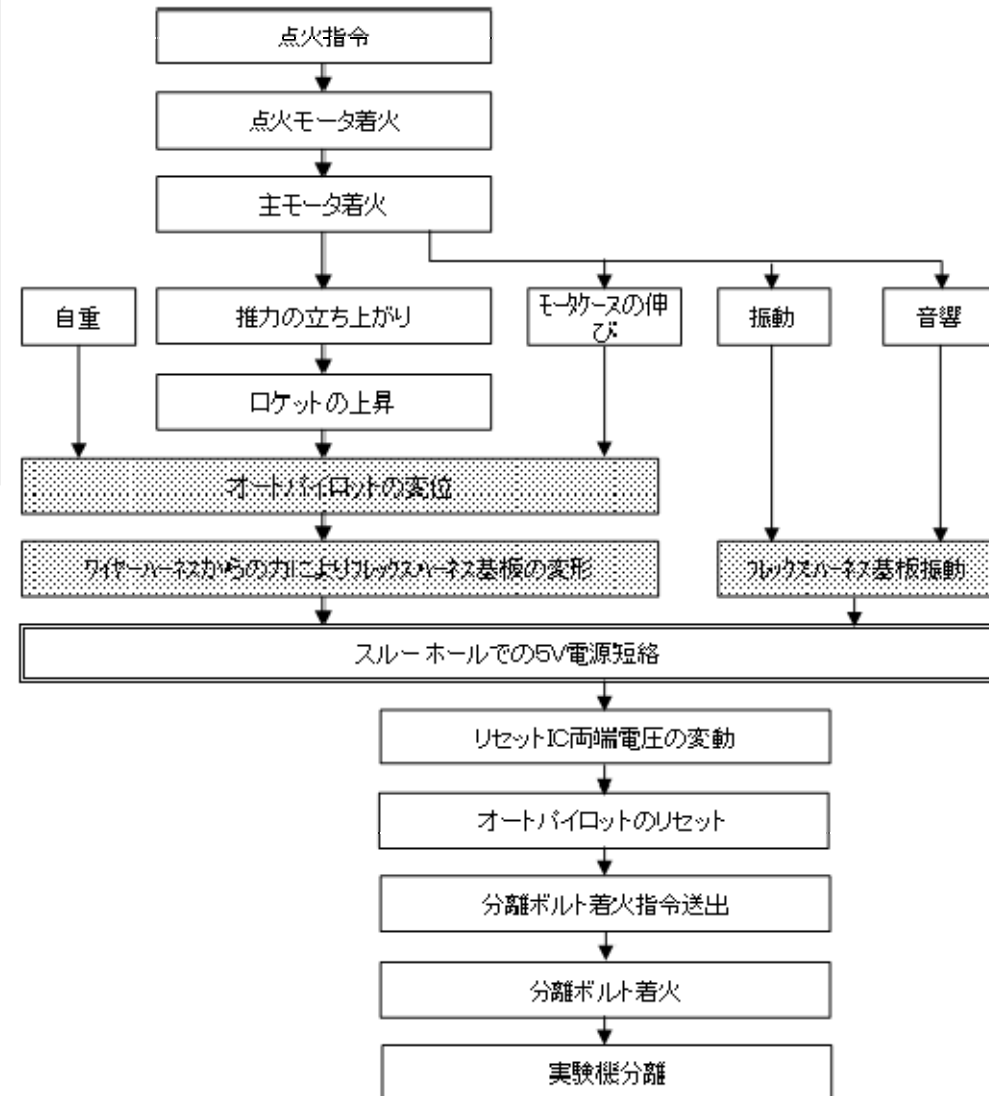 点火指令
点火モータ着火
主モータ着火
自重
推力の立ち上がり
モータケースの伸
び
振動
音響
ロケットの上昇
オートパイロットの変位
ワイヤーハーネスからの力によりフレックスハーネス基板の変形
フレックスハーネス基板振動
スルーホールでの5V電源短絡
リセットIC両端電圧の変動
オートパイロットのリセット
分離ボルト着火指令送出
分離ボルト着火
実験機分離